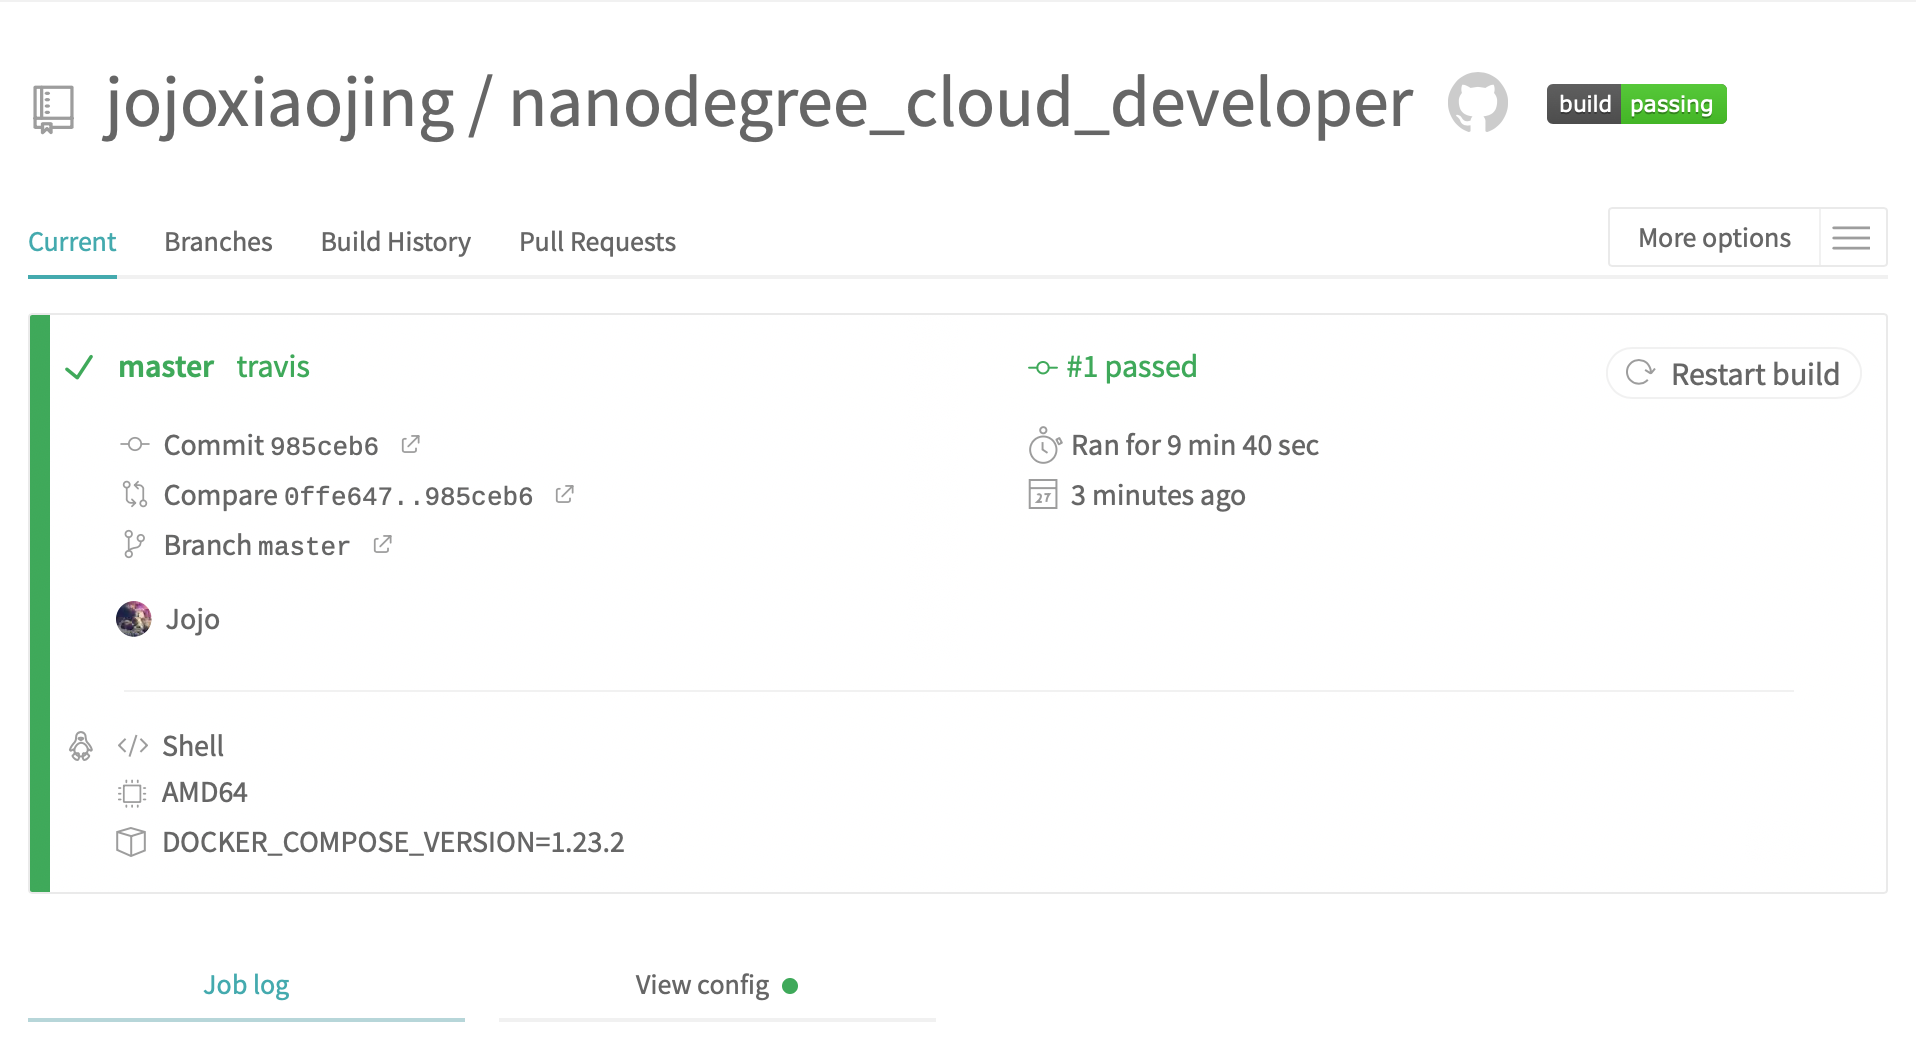 jojoxiaojing / nanodegree_cloud_developer build passing
Current Branches Build History Pull Requests More options
master travis #1 passed Restart build
Commit 985ceb6 Ran for 9 min 40 sec
Compare 0ffe647..985ceb6 27 3 minutes ago
Branch master
Jojo
</> Shell
AMD64
DOCKER_COMPOSE_VERSION=1.23.2
Job log View config